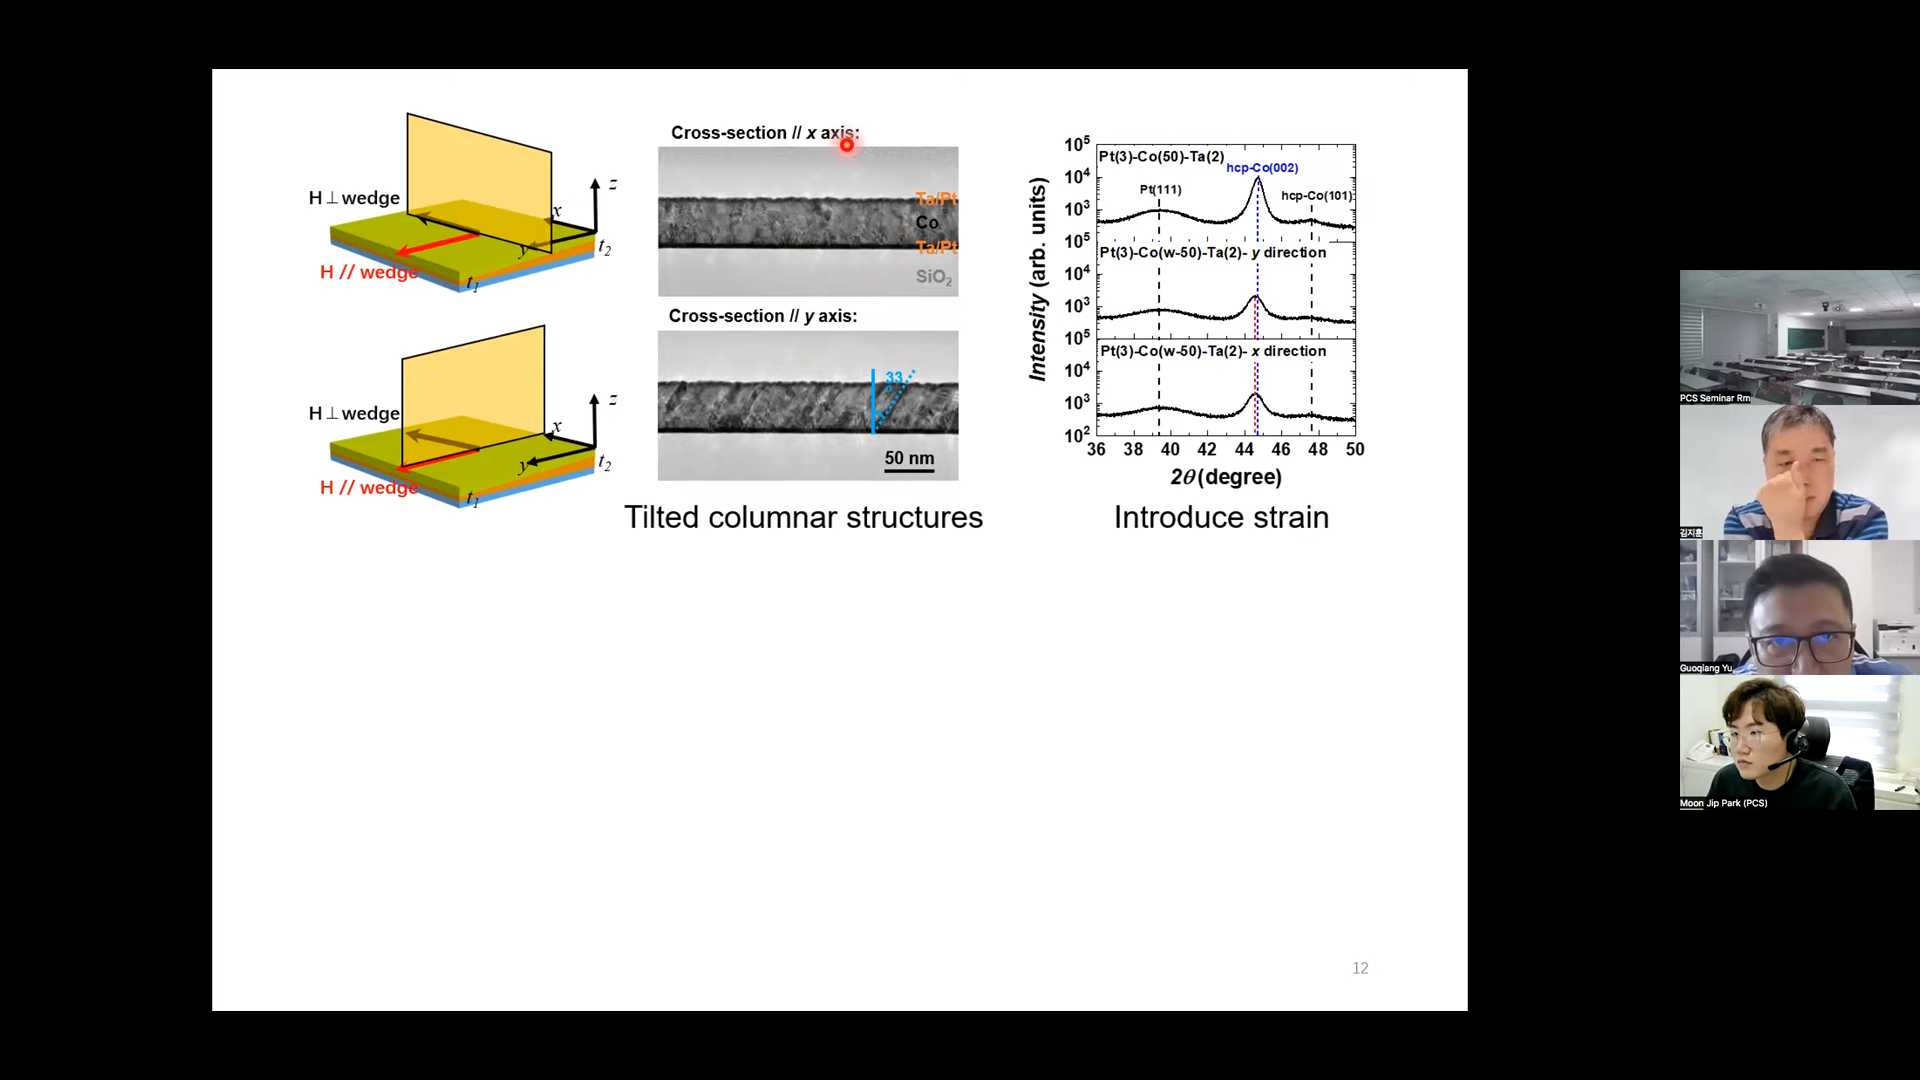 H ⊥ wedge
z
x
y
t2
H // wedge
t1
H ⊥ wedge
z
x
y
t2
H // wedge
t1
Cross-section // x axis:
Ta/Pt
Co
Ta/Pt
SiO2
Cross-section // y axis:
33
50 nm
Tilted columnar structures
Intensity (arb. units)
10^5
10^4
10^3
10^5
10^4
10^3
10^5
10^4
10^3
10^2
Pt(3)-Co(50)-Ta(2)
hcp-Co(002)
Pt(111)
hcp-Co(101)
Pt(3)-Co(w-50)-Ta(2)- y direction
Pt(3)-Co(w-50)-Ta(2)- x direction
36 38 40 42 44 46 48 50
2θ (degree)
Introduce strain
12
PCS Seminar Rm
김지훈
Guoqiang Yu
Moon Jip Park (PCS)